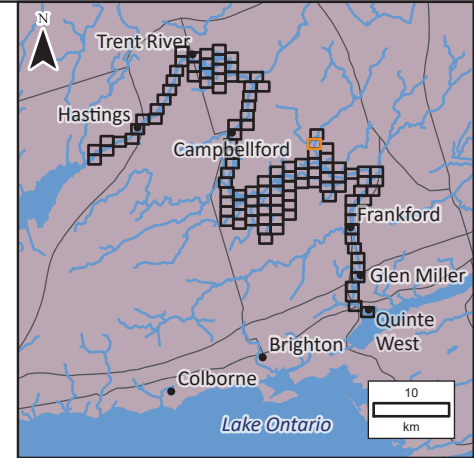 N
Trent River
Hastings
Campbellford
Frankford
Glen Miller
Quinte
West
Brighton
Colborne
Lake Ontario
10
km